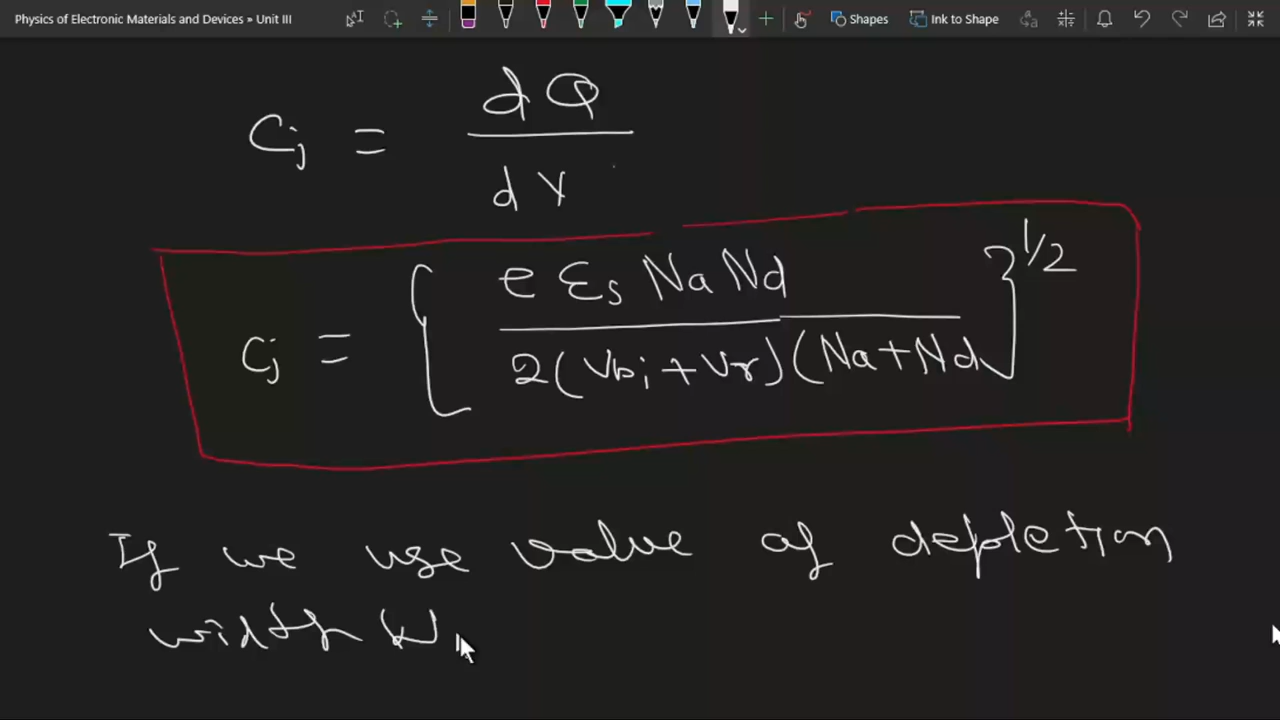 Physics of Electronic Materials and Devices » Unit III
Shapes
Ink to Shape
Cj = dQ / dV
Cj = [ e Es Na Nd / 2(Vbi + Vr)(Na + Nd ]^1/2
If we use value of depletion
width W